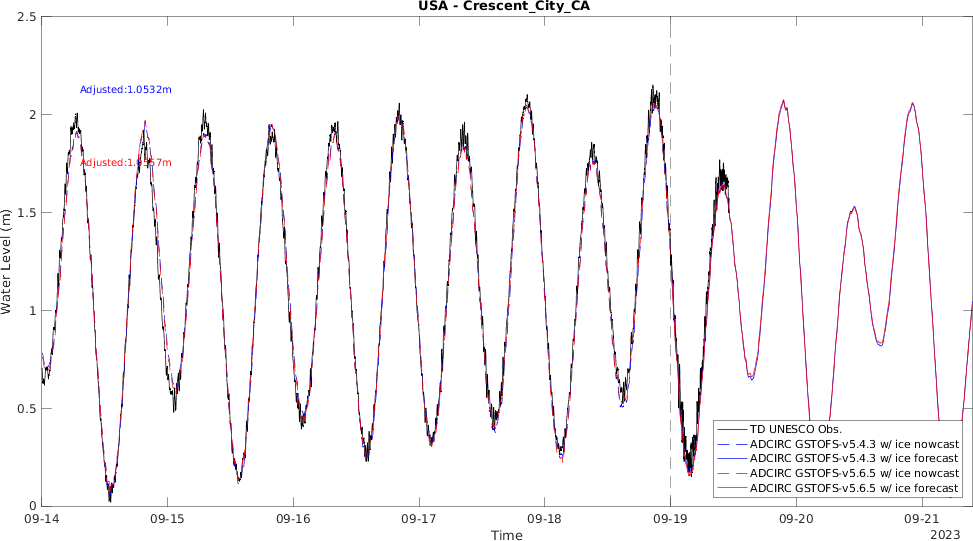 USA - Crescent_City_CA
2.5
2
1.5
1
0.5
0
Water Level (m)
Adjusted:1.0532m
09-14
09-15
09-16
09-17
09-18
09-19
09-20
09-21
Time
2023
TD UNESCO Obs.
ADCIRC GSTOFS-v5.4.3 w/ ice nowcast
ADCIRC GSTOFS-v5.4.3 w/ ice forecast
ADCIRC GSTOFS-v5.6.5 w/ ice nowcast
ADCIRC GSTOFS-v5.6.5 w/ ice forecast